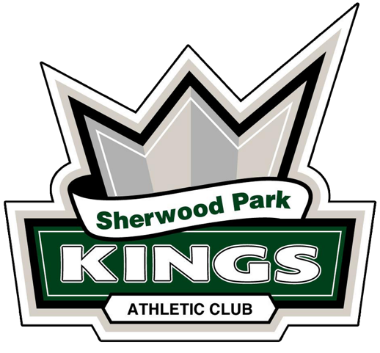 Sherwood Park
KINGS
ATHLETIC CLUB